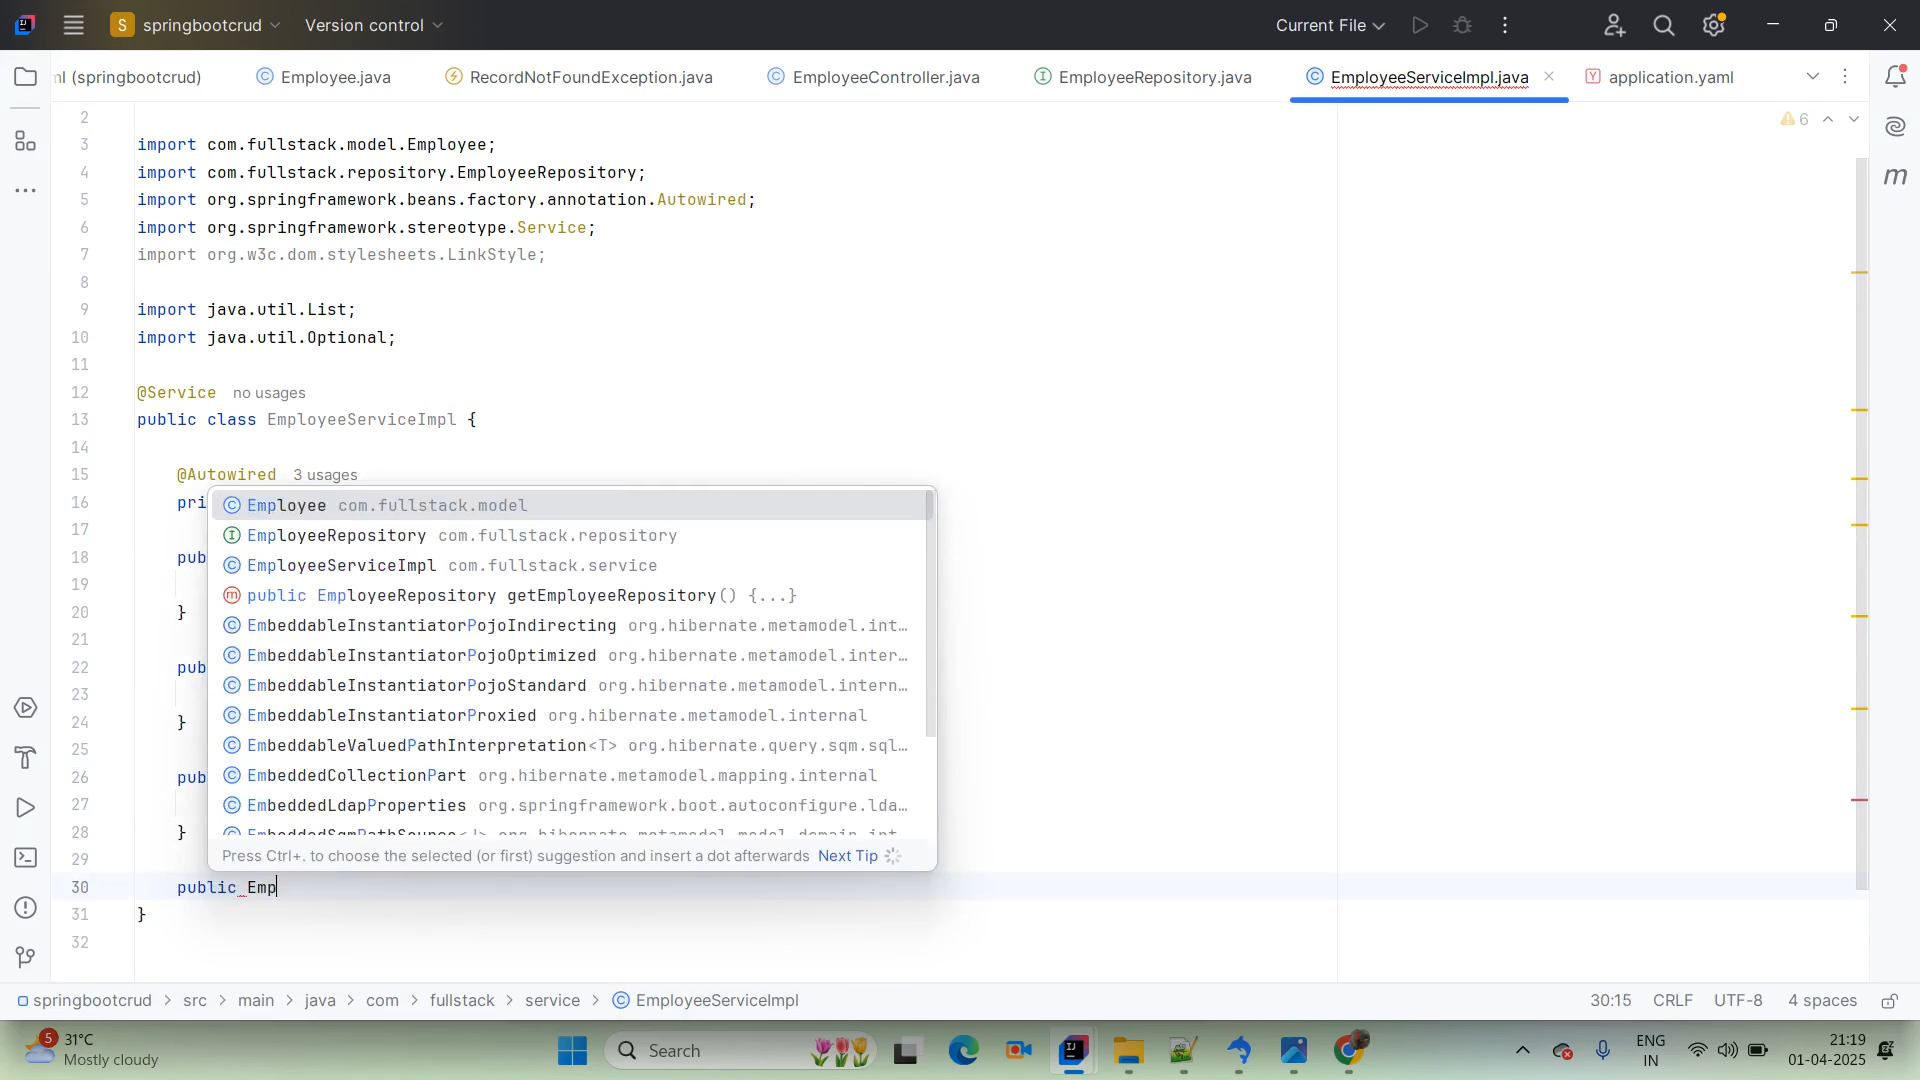 S springbootcrud Version control Current File
ml (springbootcrud) Employee.java RecordNotFoundException.java EmployeeController.java EmployeeRepository.java EmployeeServiceImpl.java application.yaml
2 6
3 import com.fullstack.model.Employee;
4 import com.fullstack.repository.EmployeeRepository;
5 import org.springframework.beans.factory.annotation.Autowired;
6 import org.springframework.stereotype.Service;
7 import org.w3c.dom.stylesheets.LinkStyle;
8
9 import java.util.List;
10 import java.util.Optional;
11
12 @Service no usages
13 public class EmployeeServiceImpl {
14
15 @Autowired 3 usages
16 pri
Employee com.fullstack.model
17
EmployeeRepository com.fullstack.repository
18 pub
EmployeeServiceImpl com.fullstack.service
19
public EmployeeRepository getEmployeeRepository() {...}
20 }
EmbeddableInstantiatorPojoIndirecting org.hibernate.metamodel.int...
21
EmbeddableInstantiatorPojoOptimized org.hibernate.metamodel.inter...
22 pub
EmbeddableInstantiatorPojoStandard org.hibernate.metamodel.intern...
23
EmbeddableInstantiatorProxied org.hibernate.metamodel.internal
24 }
EmbeddableValuedPathInterpretation<T> org.hibernate.query.sqm.sql...
25
EmbeddedCollectionPart org.hibernate.metamodel.mapping.internal
26 pub
EmbeddedLdapProperties org.springframework.boot.autoconfigure.lda...
27
28 }
Press Ctrl+. to choose the selected (or first) suggestion and insert a dot afterwards Next Tip
29
30 public Emp
31 }
32
springbootcrud > src > main > java > com > fullstack > service > EmployeeServiceImpl 30:15 CRLF UTF-8 4 spaces
5 31°C
Mostly cloudy
Search
ENG
IN
21:19
01-04-2025